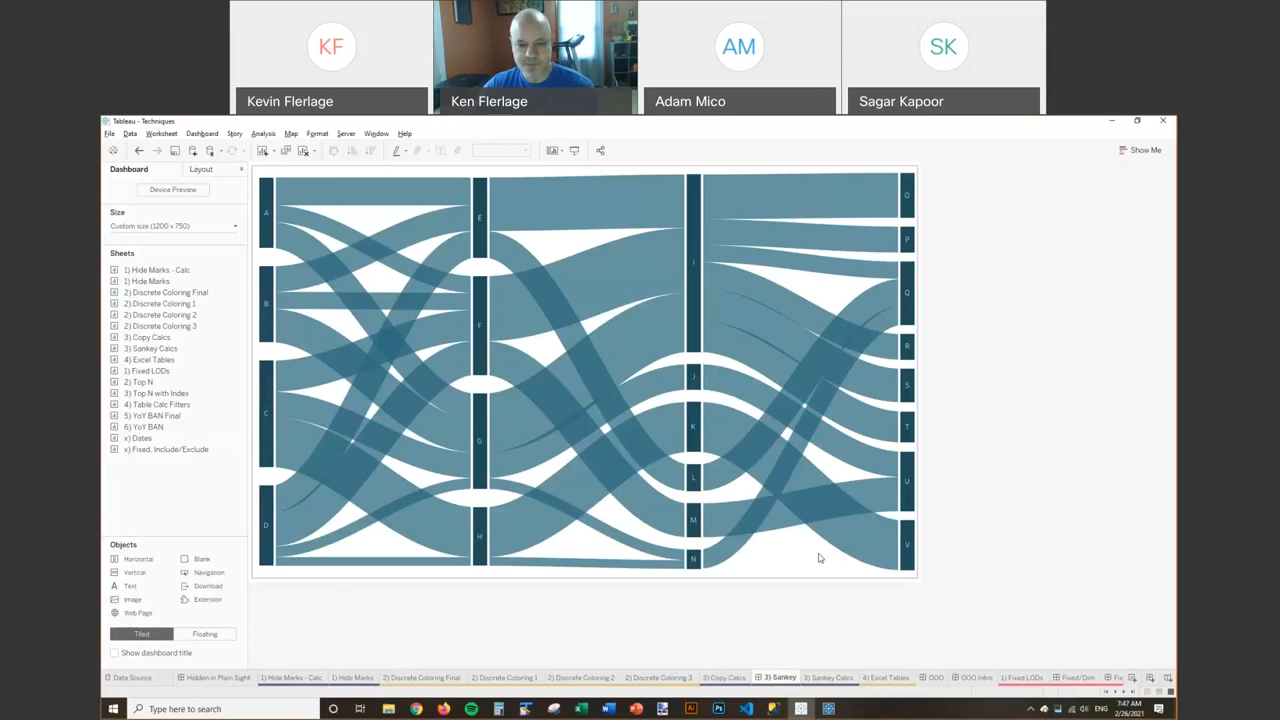 KF
AM
SK
Kevin Flerlage
Ken Flerlage
Adam Mico
Sagar Kapoor
Tableau - Techniques
File Data Worksheet Dashboard Story Analysis Map Format Server Window Help
Show Me
Dashboard Layout
Device Preview
Size
Custom size (1200 x 750)
Sheets
1) Hide Marks - Calc
1) Hide Marks
2) Discrete Coloring Final
2) Discrete Coloring 1
2) Discrete Coloring 2
2) Discrete Coloring 3
3) Copy Calcs
3) Sankey Calcs
4) Excel Tables
1) Fixed LODs
2) Top N
3) Top N with Index
4) Table Calc Filters
5) YoY BAN Final
6) YoY BAN
x) Dates
x) Fixed, Include/Exclude
Objects
Horizontal Blank
Vertical Navigation
Text Download
Image Extension
Web Page
Tiled Floating
Show dashboard title
A
B
C
D
E
F
G
H
I
J
K
L
M
N
O
P
Q
R
S
T
U
V
Data Source Hidden in Plain Sight 1) Hide Marks - Calc 1) Hide Marks 2) Discrete Coloring Final 2) Discrete Coloring 1 2) Discrete Coloring 2 2) Discrete Coloring 3 3) Copy Calcs 3) Sankey 3) Sankey Calcs 4) Excel Tables OOO OOO Intro 1) Fixed LODs Fixed/Dim Fix
Type here to search
ENG
7:47 AM
2/26/2021